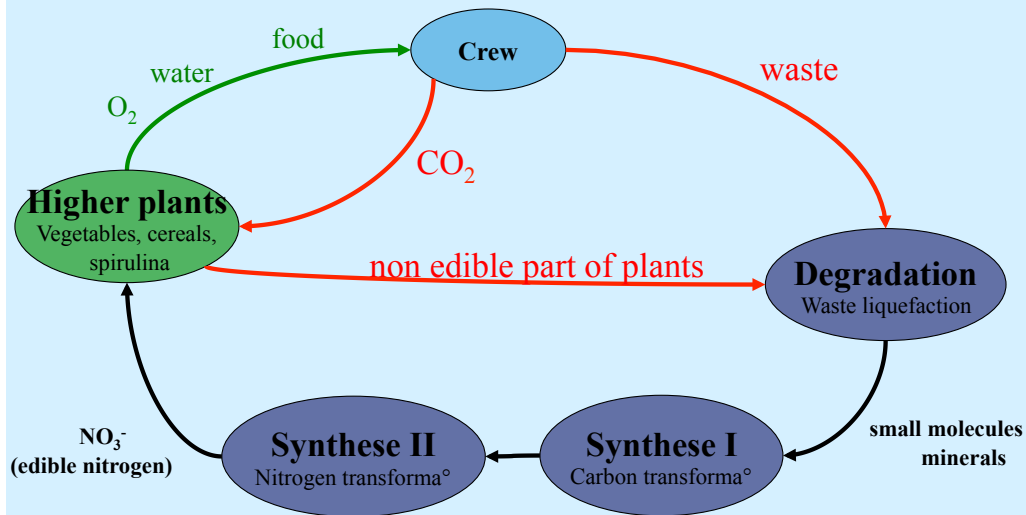 food
Crew
water
waste
O₂
CO₂
Higher plants
Vegetables, cereals,
spirulina
non edible part of plants
Degradation
Waste liquefaction
NO₃⁻
(edible nitrogen)
Synthese II
Nitrogen transforma°
Synthese I
Carbon transforma°
small molecules
minerals